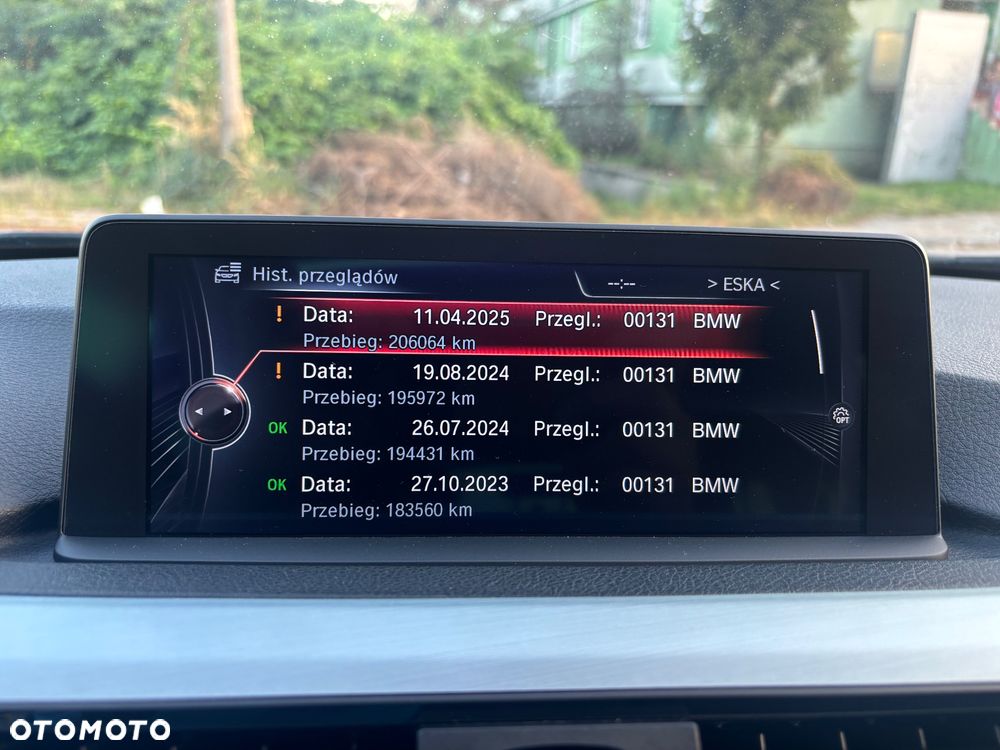 Hist. przeglądów --:-- > ESKA <
! Data: 11.04.2025 Przegl.: 00131 BMW
Przebieg: 206064 km
! Data: 19.08.2024 Przegl.: 00131 BMW
Przebieg: 195972 km
OK Data: 26.07.2024 Przegl.: 00131 BMW
Przebieg: 194431 km
OK Data: 27.10.2023 Przegl.: 00131 BMW
Przebieg: 183560 km
OPT
OTOMOTO